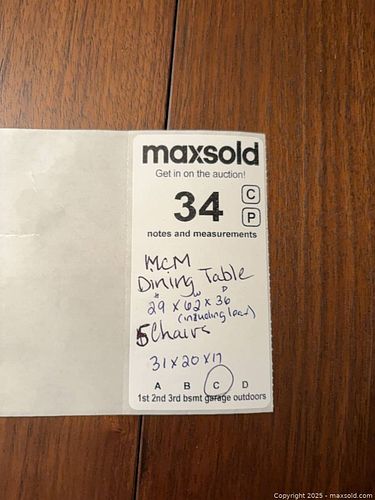 maxsold
Get in on the auction!
34
C
P
notes and measurements
MCM
Dining Table
H W D
29 x 62 x 36
(including leaf)
5 Chairs
31 x 20 x 17
A B C D
1st 2nd 3rd bsmt garage outdoors
Copyright 2025 - maxsold.com